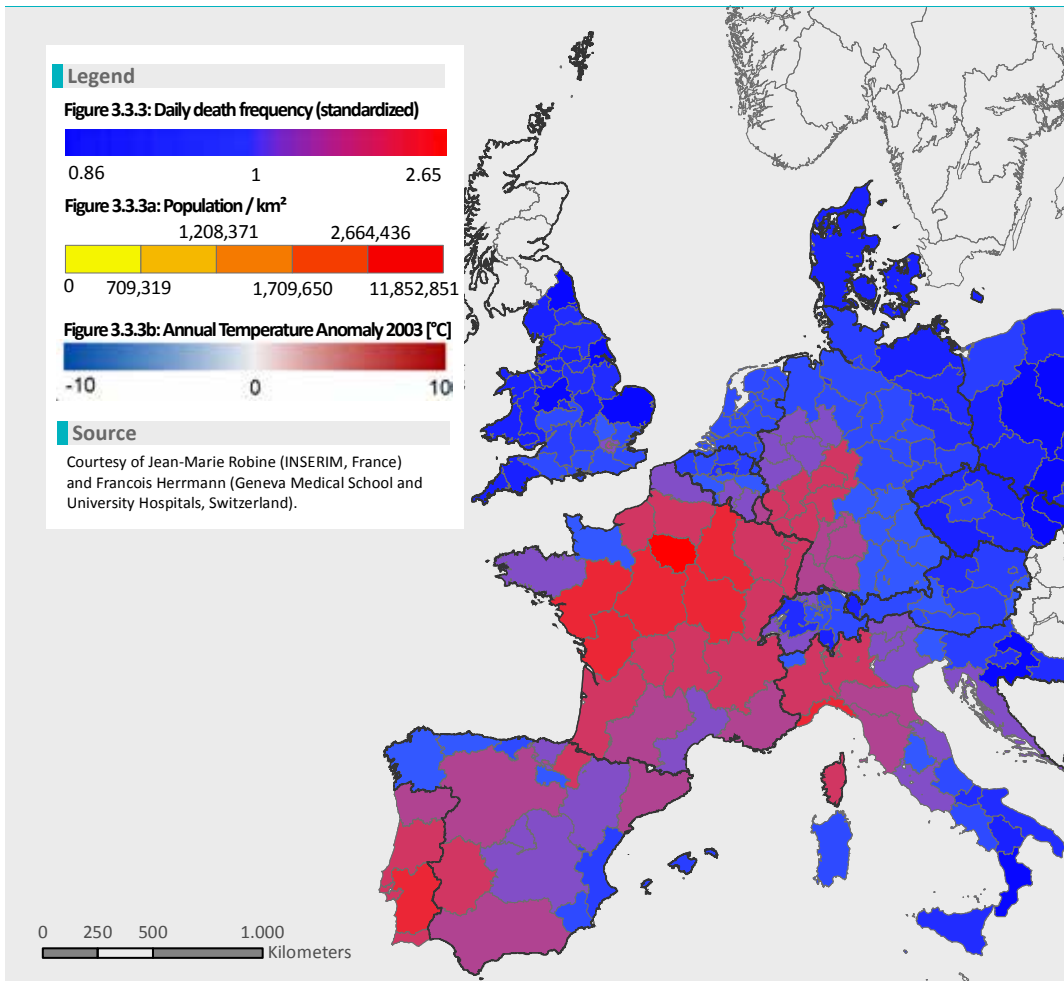 Legend
Figure 3.3.3: Daily death frequency (standardized)
0.86 1 2.65
Figure 3.3.3a: Population / km²
1,208,371 2,664,436
0 709,319 1,709,650 11,852,851
Figure 3.3.3b: Annual Temperature Anomaly 2003 [°C]
-10 0 10
Source
Courtesy of Jean-Marie Robine (INSERIM, France)
and Francois Herrmann (Geneva Medical School and
University Hospitals, Switzerland).
0 250 500 1.000
Kilometers